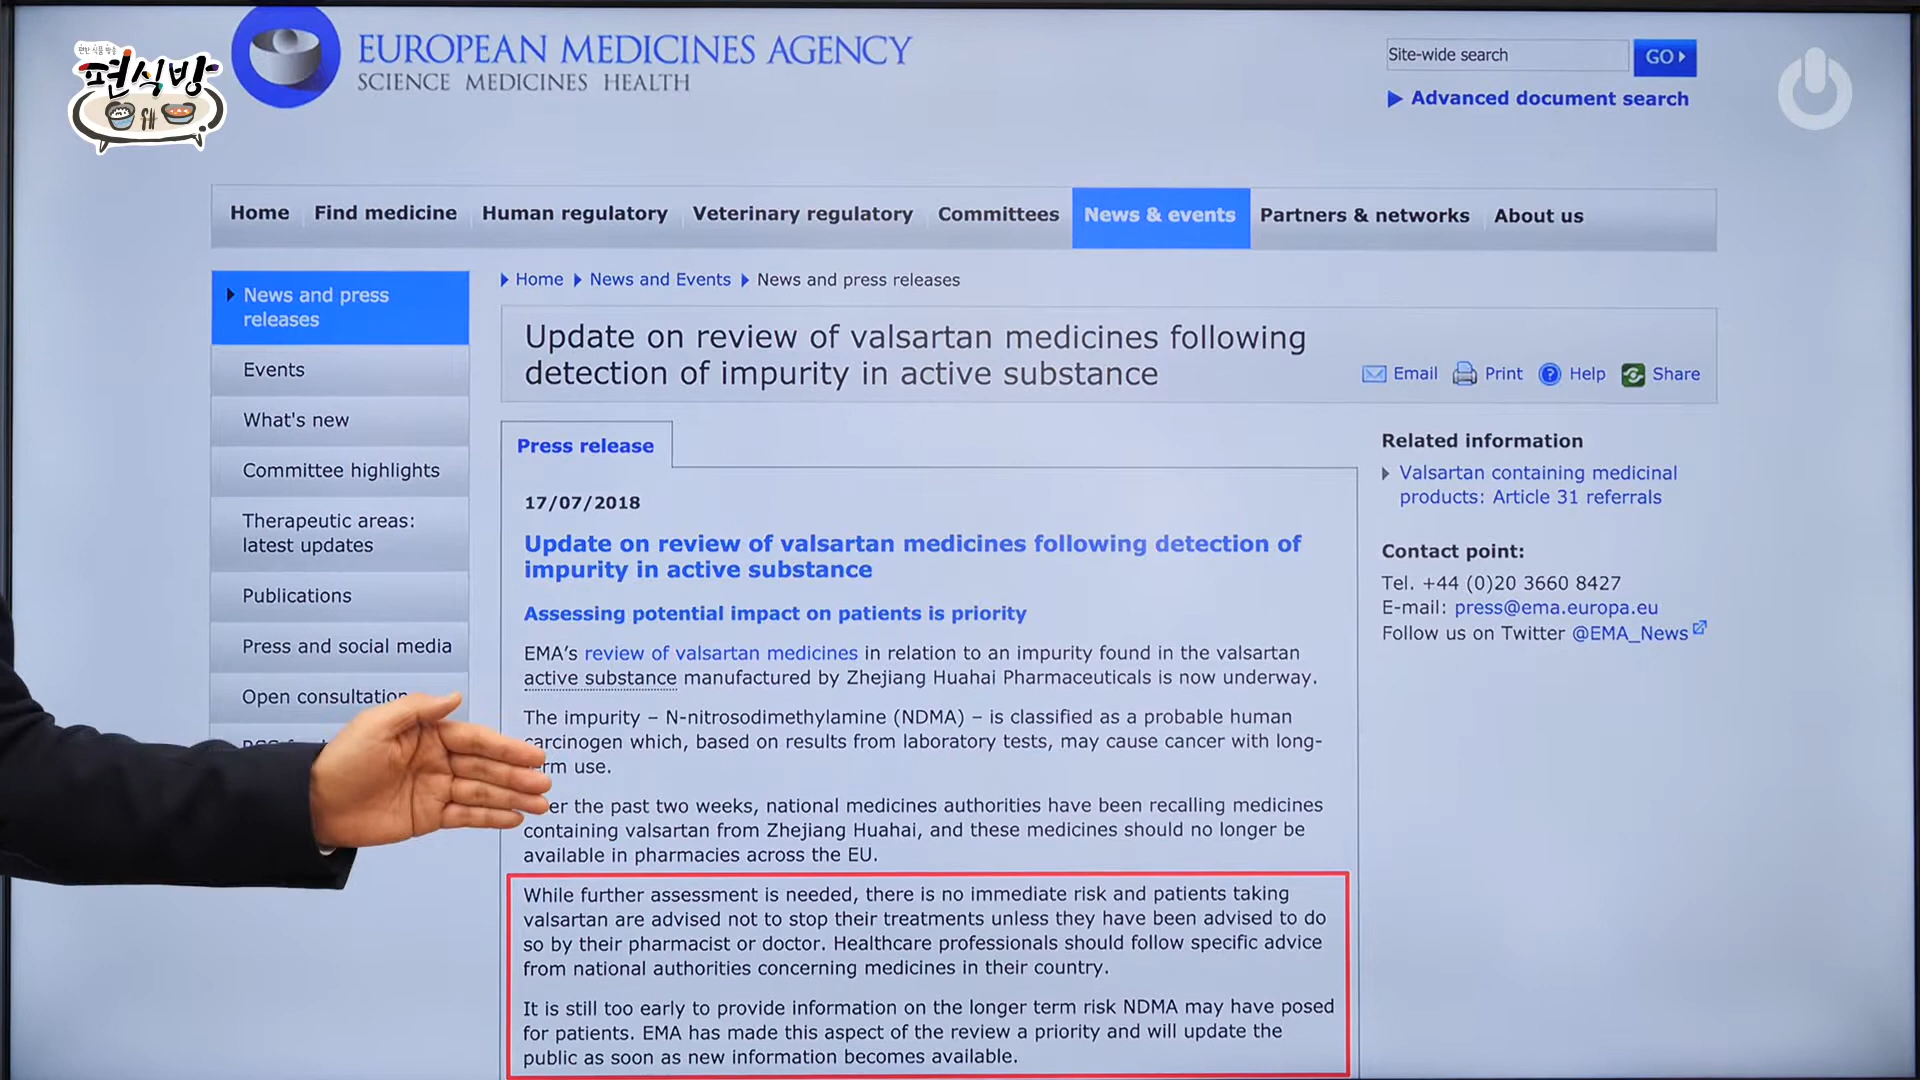 편한 식품 방송
편식방
EUROPEAN MEDICINES AGENCY
SCIENCE MEDICINES HEALTH
Site-wide search
GO
Advanced document search
Home
Find medicine
Human regulatory
Veterinary regulatory
Committees
News & events
Partners & networks
About us
News and press
releases
Events
What's new
Committee highlights
Therapeutic areas:
latest updates
Publications
Press and social media
Open consultation
Home
News and Events
News and press releases
Update on review of valsartan medicines following
detection of impurity in active substance
Email
Print
Help
Share
Press release
17/07/2018
Update on review of valsartan medicines following detection of
impurity in active substance
Assessing potential impact on patients is priority
EMA’s review of valsartan medicines in relation to an impurity found in the valsartan
active substance manufactured by Zhejiang Huahai Pharmaceuticals is now underway.
The impurity – N-nitrosodimethylamine (NDMA) – is classified as a probable human
carcinogen which, based on results from laboratory tests, may cause cancer with long-
rm use.
er the past two weeks, national medicines authorities have been recalling medicines
containing valsartan from Zhejiang Huahai, and these medicines should no longer be
available in pharmacies across the EU.
While further assessment is needed, there is no immediate risk and patients taking
valsartan are advised not to stop their treatments unless they have been advised to do
so by their pharmacist or doctor. Healthcare professionals should follow specific advice
from national authorities concerning medicines in their country.
It is still too early to provide information on the longer term risk NDMA may have posed
for patients. EMA has made this aspect of the review a priority and will update the
public as soon as new information becomes available.
Related information
Valsartan containing medicinal
products: Article 31 referrals
Contact point:
Tel. +44 (0)20 3660 8427
E-mail: press@ema.europa.eu
Follow us on Twitter @EMA_News